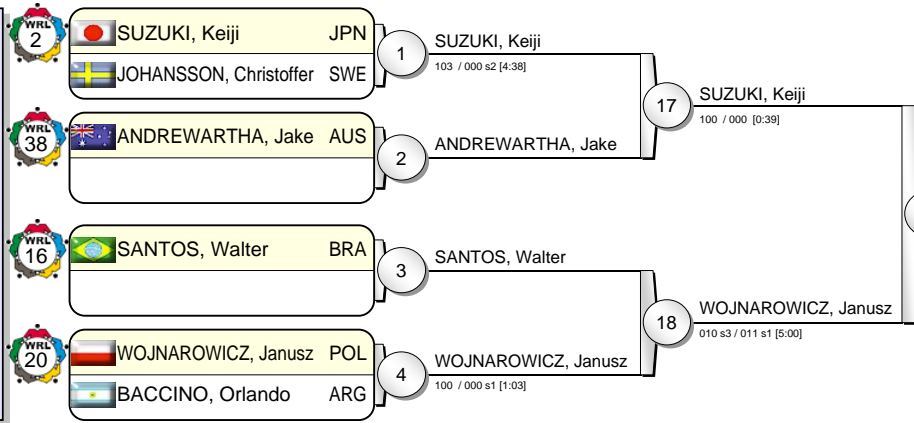 WRL
2
SUZUKI, Keiji JPN
JOHANSSON, Christoffer SWE
1
SUZUKI, Keiji
103 / 000 s2 [4:38]
WRL
38
ANDREWARTHA, Jake AUS
2
ANDREWARTHA, Jake
17
SUZUKI, Keiji
100 / 000 [0:39]
WRL
16
SANTOS, Walter BRA
3
SANTOS, Walter
WRL
20
WOJNAROWICZ, Janusz POL
BACCINO, Orlando ARG
4
WOJNAROWICZ, Janusz
100 / 000 s1 [1:03]
18
WOJNAROWICZ, Janusz
010 s3 / 011 s1 [5:00]